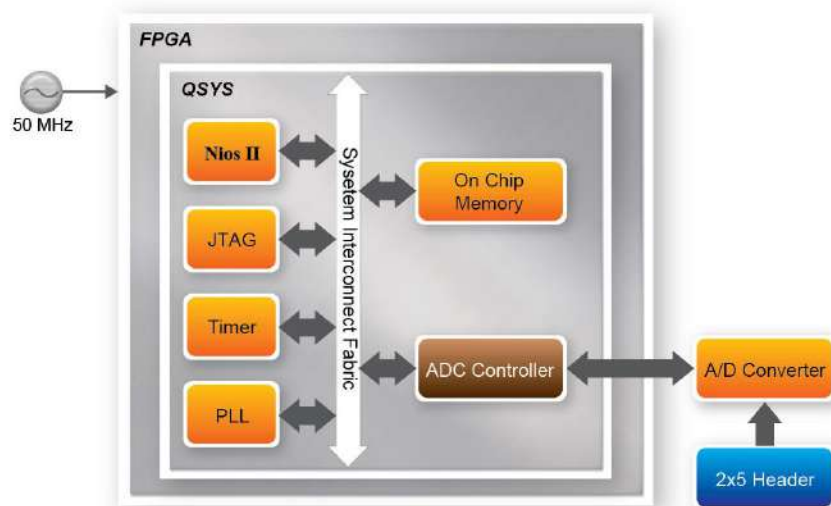 FPGA
QSYS
50 MHz
Nios II
JTAG
Timer
PLL
Sysetem Interconnect Fabric
On Chip
Memory
ADC Controller
A/D Converter
2x5 Header